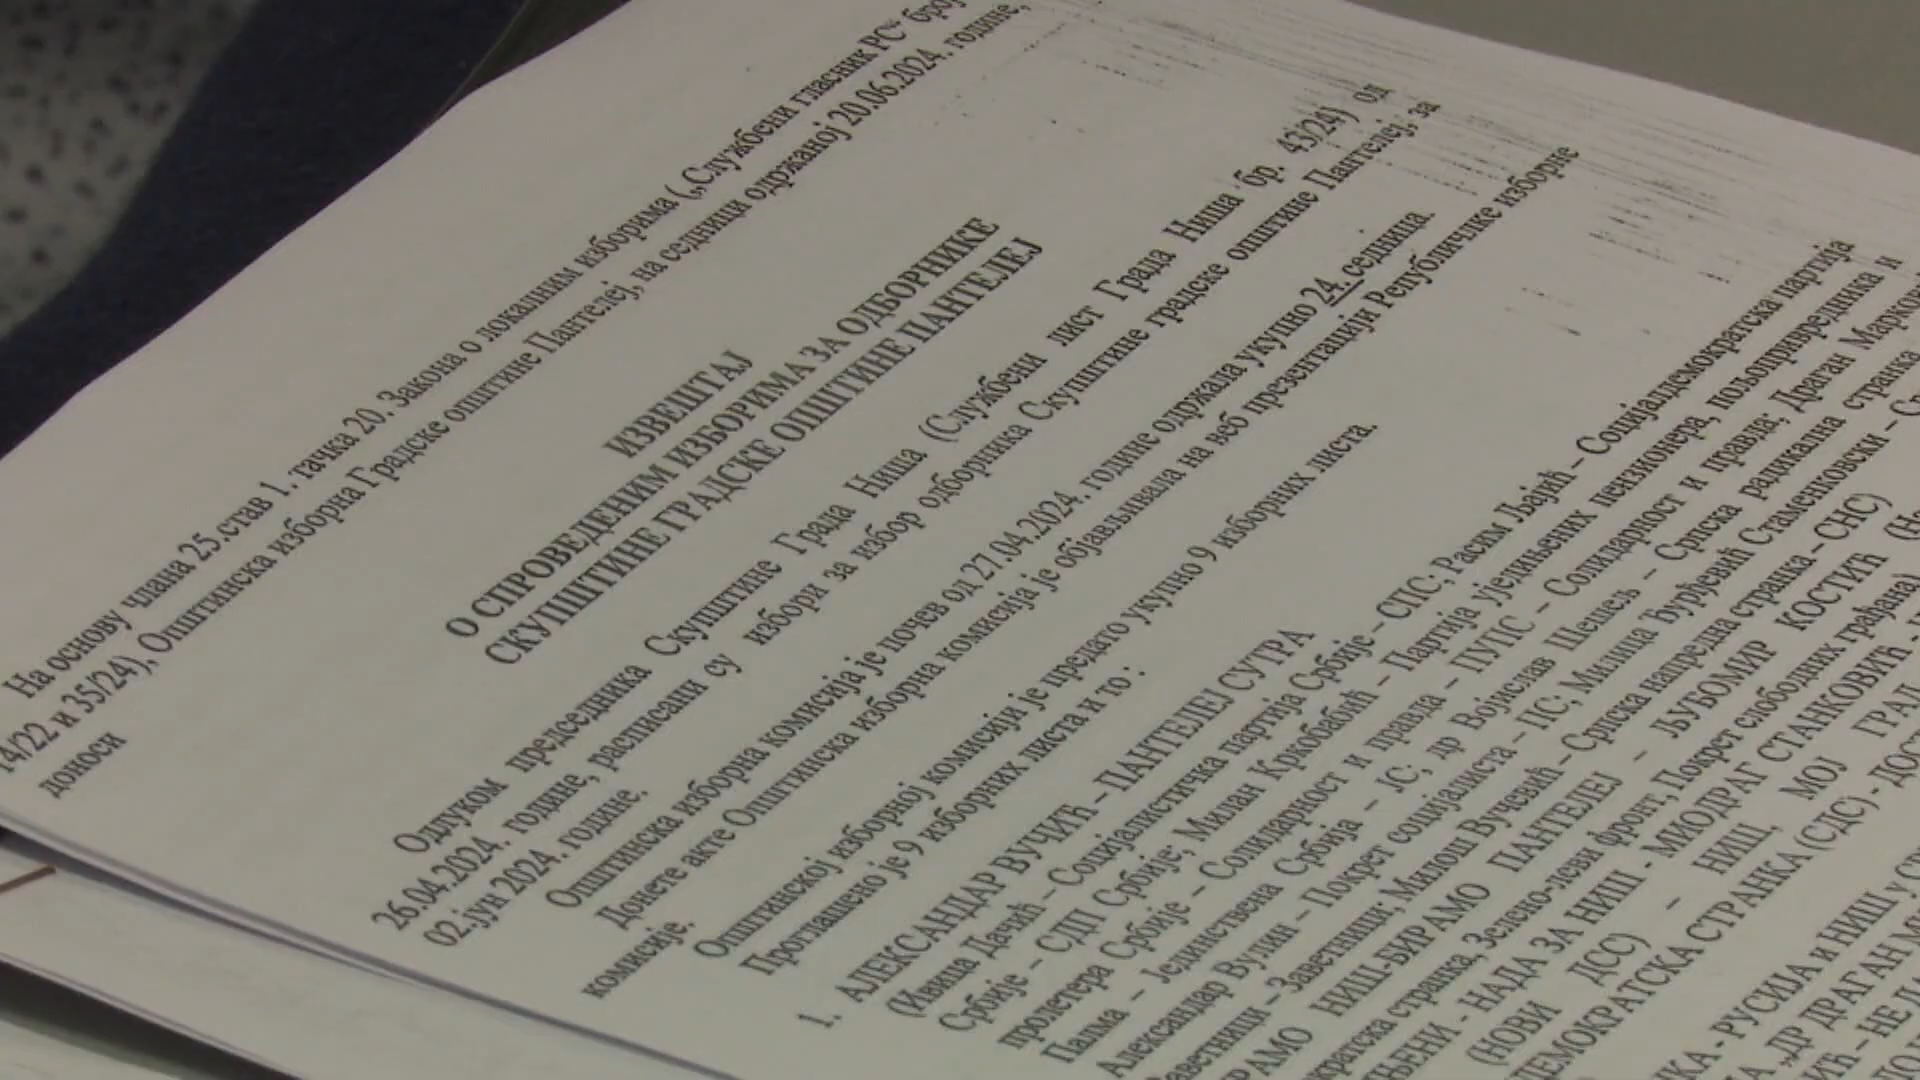 На основу члана 25.став 1. тачка 20. Закона о локалним изборима („Службени гласник РС“ број
14/22 и 35/24), Општинска изборна Градске општине Пантелеј, на седници одржаној 20.06.2024. године,
доноси
ИЗВЕШТАЈ
О СПРОВЕДЕНИМ ИЗБОРИМА ЗА ОДБОРНИКЕ
СКУПШТИНЕ ГРАДСКЕ ОПШТИНЕ ПАНТЕЛЕЈ
Одлуком председника Скупштине Града Ниша (Службени лист Града Ниша бр. 43/24) од
26.04.2024. године, расписани су избори за избор одборника Скупштине градске општине Пантелеј, за
02.јун 2024. године.
Општинска изборна комисија је почев од 27.04.2024. године одржала укупно 24. седница.
Донете акте Општинска изборна комисија је објављивала на веб презентацији Републичке изборне
комисије.
Општинској изборној комисији је предато укупно 9 изборних листа.
Проглашено је 9 изборних листа и то :
1. АЛЕКСАНДАР ВУЧИЋ – ПАНТЕЛЕЈ СУТРА
(Ивица Дачић – Социјалистичка партија Србије – СПС; Расим Љајић – Социјалдемократска партија
Србије – СДП Србије; Милан Кркобабић – Партија уједињених пензионера, пољопривредника и
пролетера Србије – Солидарност и правда – ПУПС – Солидарност и правда; Драган Марковић
Палма – Јединствена Србија – ЈС; др Војислав Шешељ – Српска радикална странка
Александар Вулин – Покрет социјалиста – ПС; Милица Ђурђевић Стаменковски –
Заветници – Заветници; Милош Вучевић – Српска напредна странка – СНС)
НИШ-БИРАМО ПАНТЕЛЕЈ – ЉУБОМИР КОСТИЋ
странка, Зелено-леви фронт, Покрет слободних грађана)
- НАДА ЗА НИШ - МИОДРАГ СТАНКОВИЋ -
(НОВИ ДСС) – НИШ, МОЈ ГРАД
СТРАНКА (СДС) -
- РУСИЈА и НИШ у
„ДР ДРАГАН